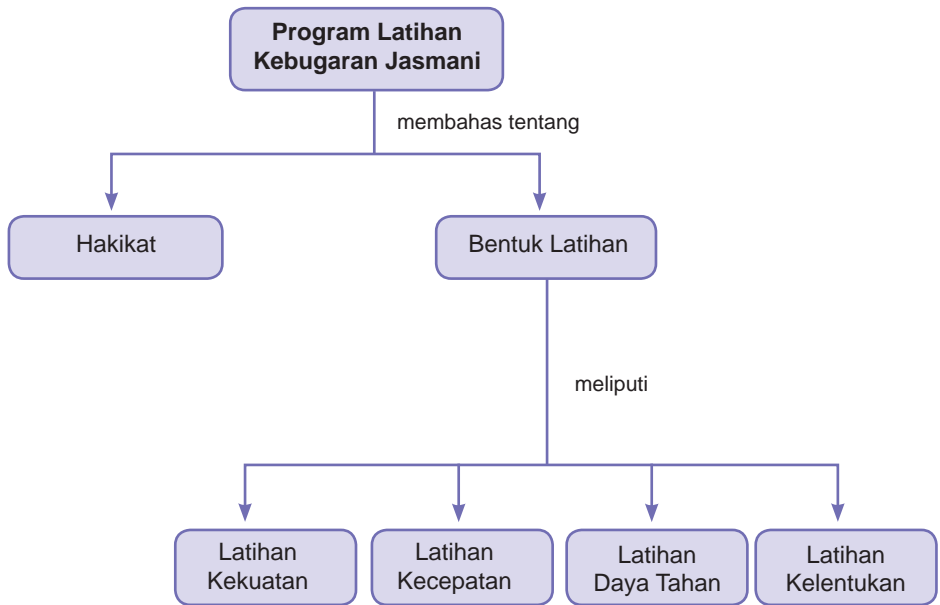 Program Latihan
Kebugaran Jasmani
membahas tentang
Hakikat
Bentuk Latihan
meliputi
Latihan
Kekuatan
Latihan
Kecepatan
Latihan
Daya Tahan
Latihan
Kelentukan